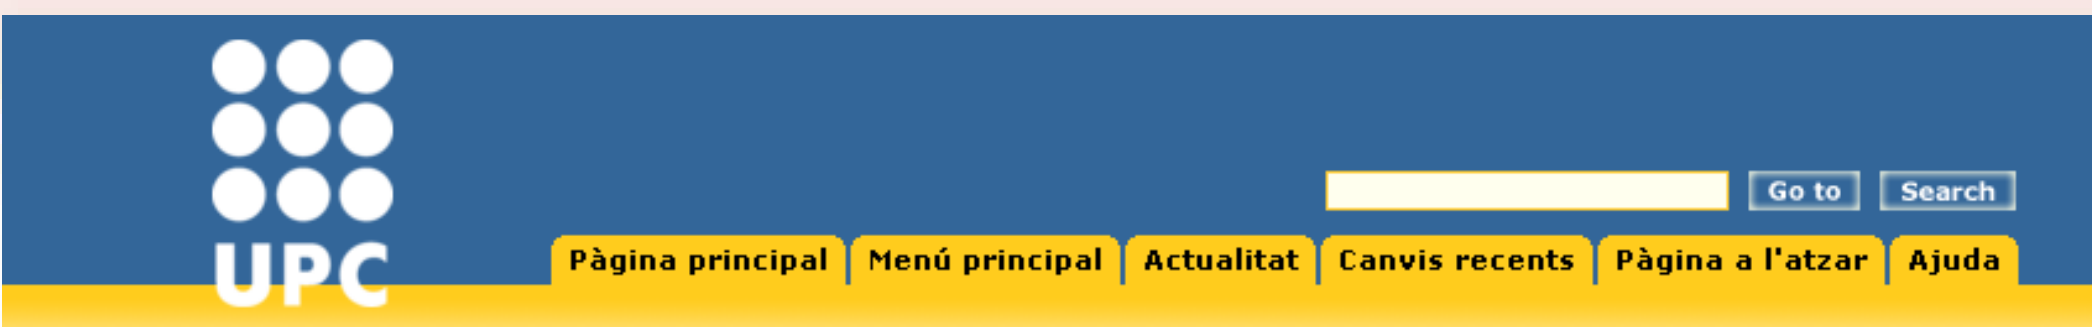 Go to Search
UPC
Pàgina principal Menú principal Actualitat Canvis recents Pàgina a l'atzar Ajuda